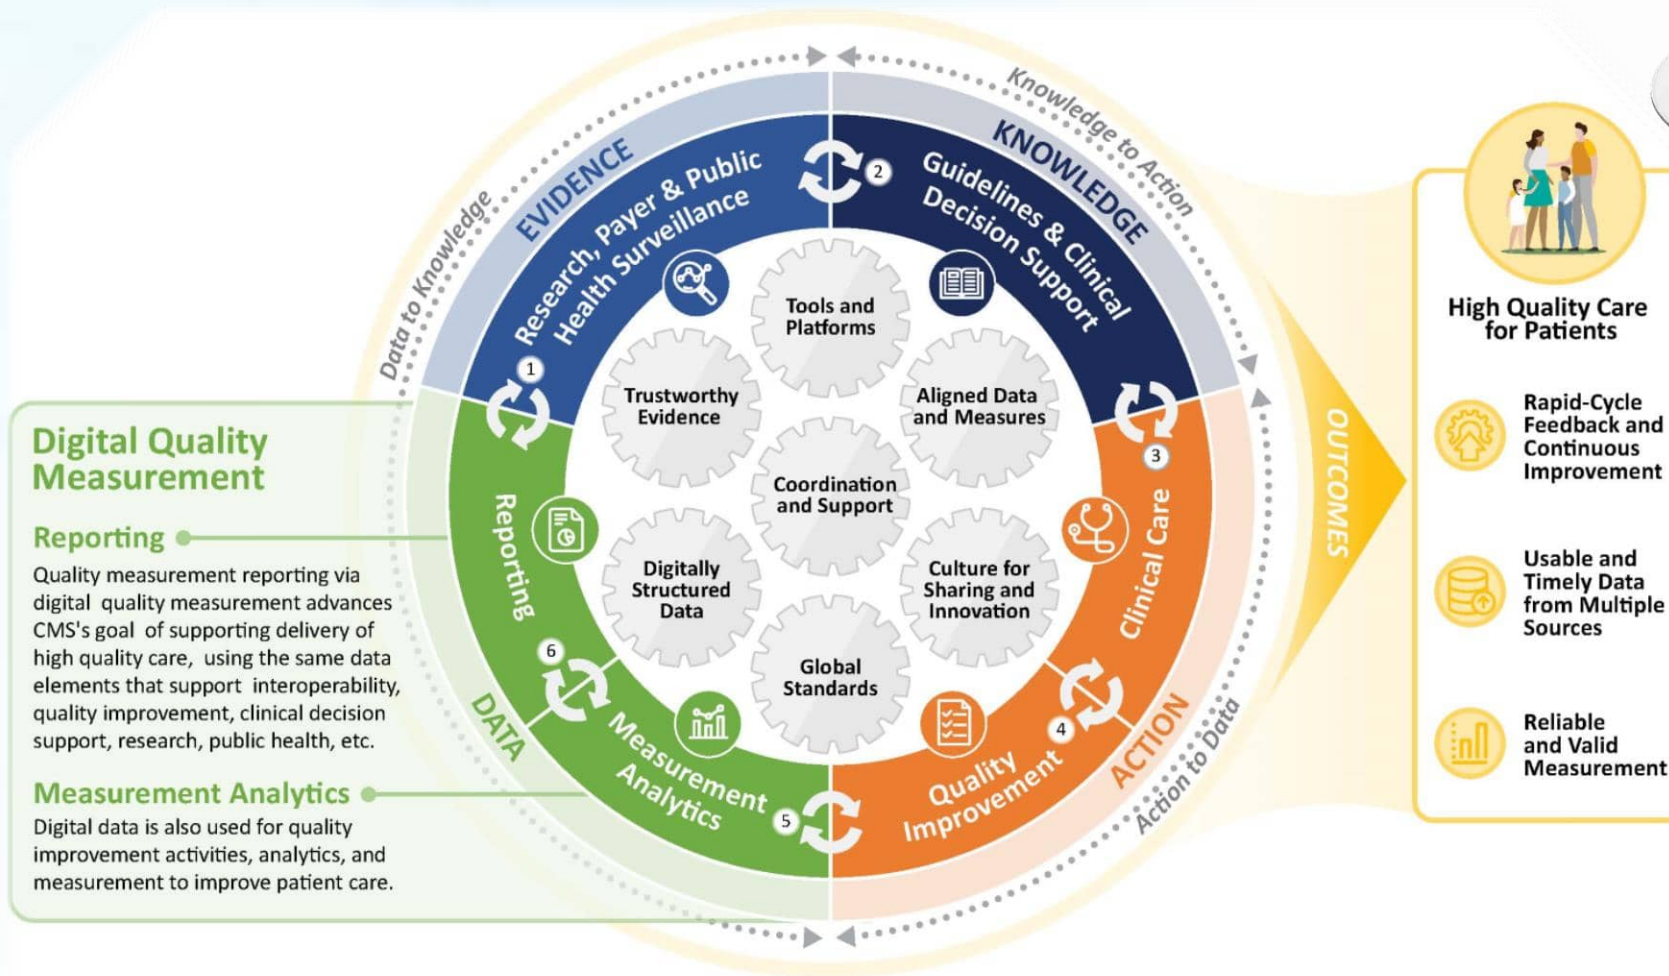 Data to Knowledge
Knowledge to Action
Action to Data
EVIDENCE
KNOWLEDGE
ACTION
DATA
1
Research, Payer & Public
Health Surveillance
2
Guidelines & Clinical
Decision Support
3
Clinical Care
4
Quality
Improvement
5
Measurement
Analytics
6
Reporting
Tools and
Platforms
Trustworthy
Evidence
Aligned Data
and Measures
Coordination
and Support
Digitally
Structured
Data
Culture for
Sharing and
Innovation
Global
Standards
Digital Quality
Measurement
Reporting
Quality measurement reporting via
digital quality measurement advances
CMS's goal of supporting delivery of
high quality care, using the same data
elements that support interoperability,
quality improvement, clinical decision
support, research, public health, etc.
Measurement Analytics
Digital data is also used for quality
improvement activities, analytics, and
measurement to improve patient care.
OUTCOMES
High Quality Care
for Patients
Rapid-Cycle
Feedback and
Continuous
Improvement
Usable and
Timely Data
from Multiple
Sources
Reliable
and Valid
Measurement